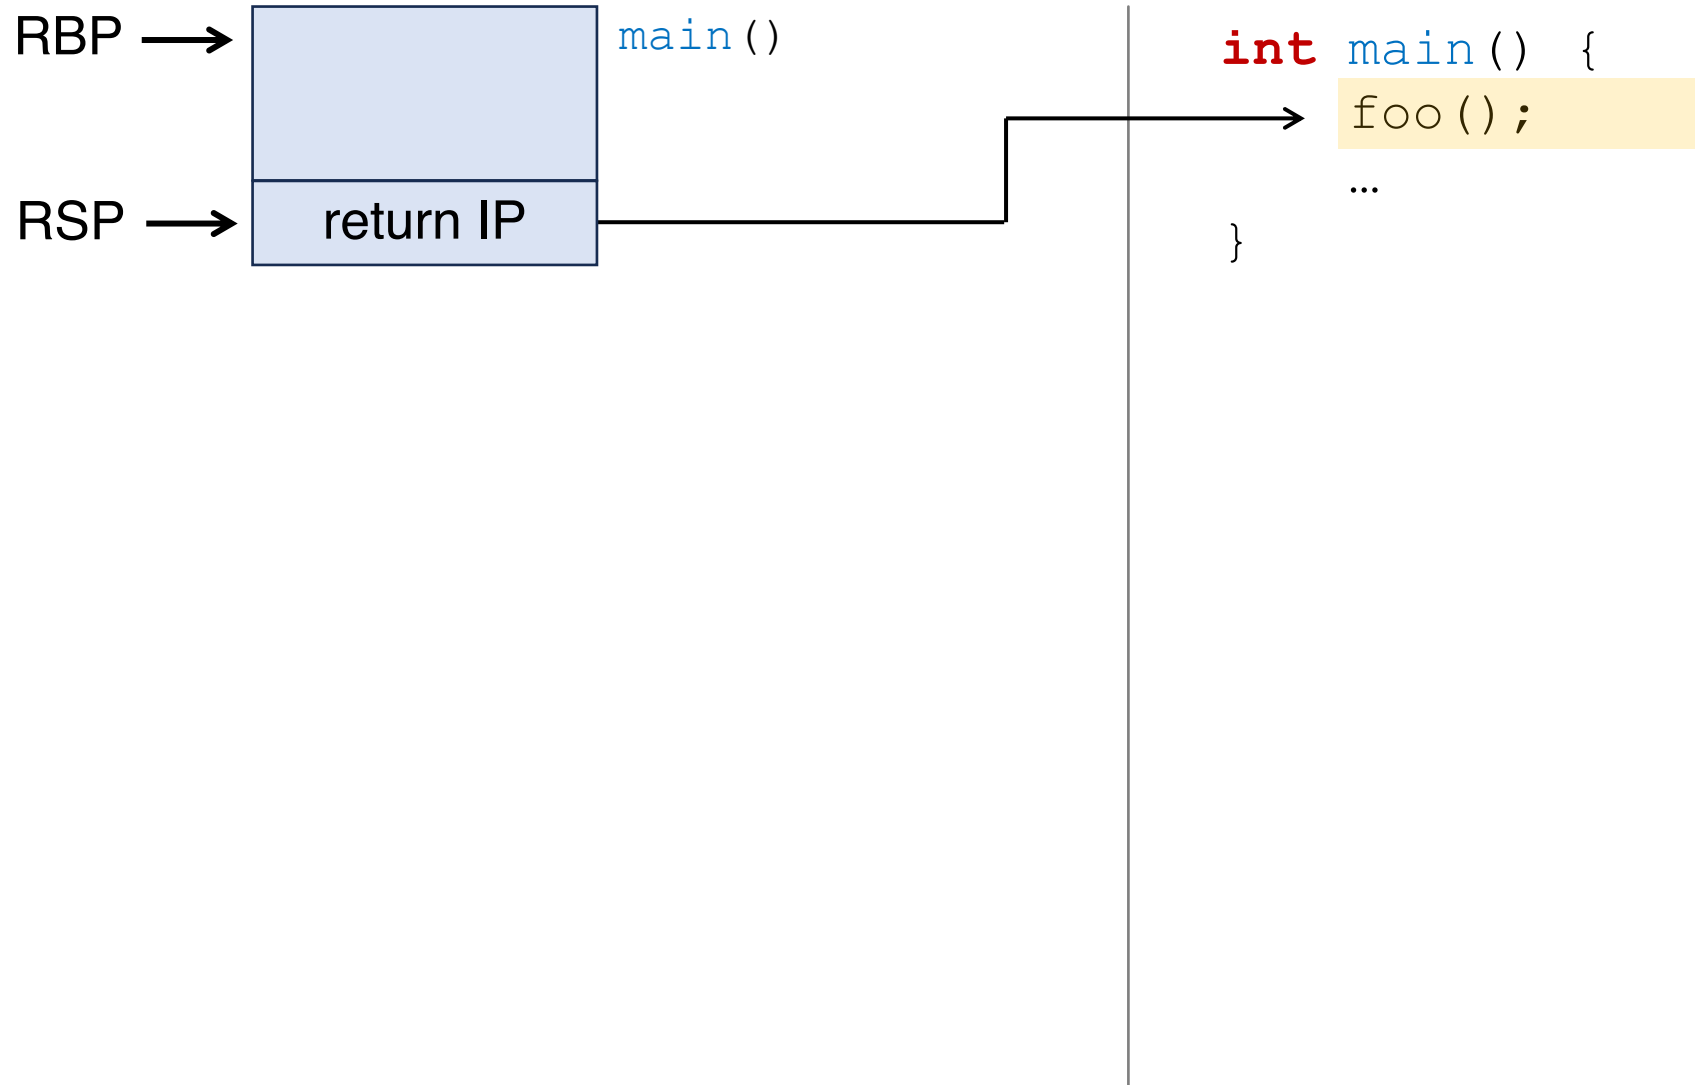 RBP
main()
RSP
return IP
int main() {
foo();
…
}